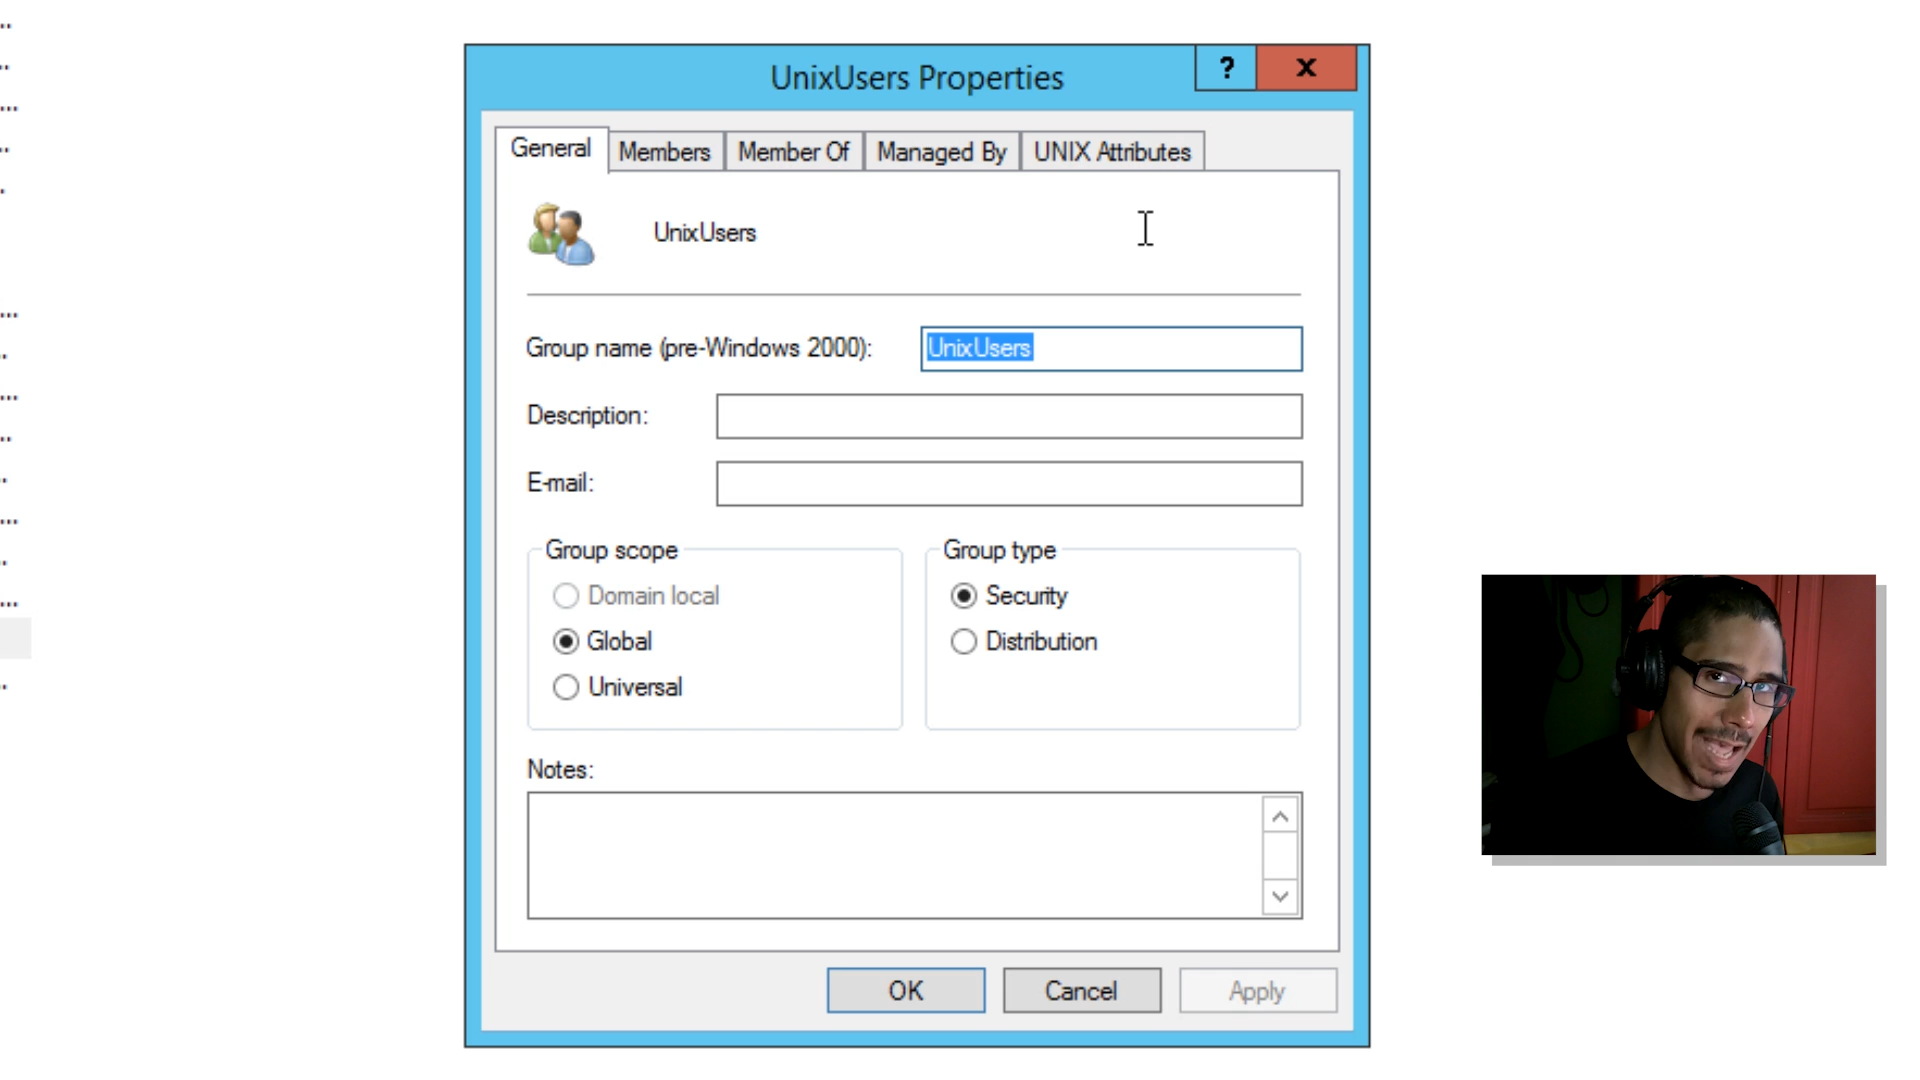 UnixUsers Properties
?
x
General
Members
Member Of
Managed By
UNIX Attributes
UnixUsers
Group name (pre-Windows 2000):
UnixUsers
Description:
E-mail:
Group scope
Domain local
Global
Universal
Group type
Security
Distribution
Notes:
OK
Cancel
Apply